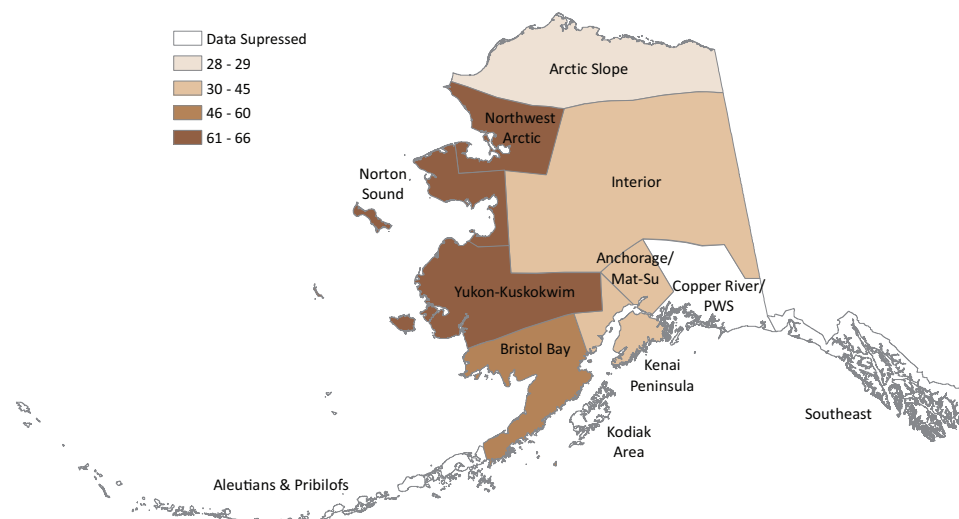 Data Supressed
28 - 29
30 - 45
46 - 60
61 - 66
Arctic Slope
Northwest
Arctic
Norton
Sound
Interior
Anchorage/
Mat-Su
Copper River/
PWS
Yukon-Kuskokwim
Bristol Bay
Kenai
Peninsula
Southeast
Kodiak
Area
Aleutians & Pribilofs